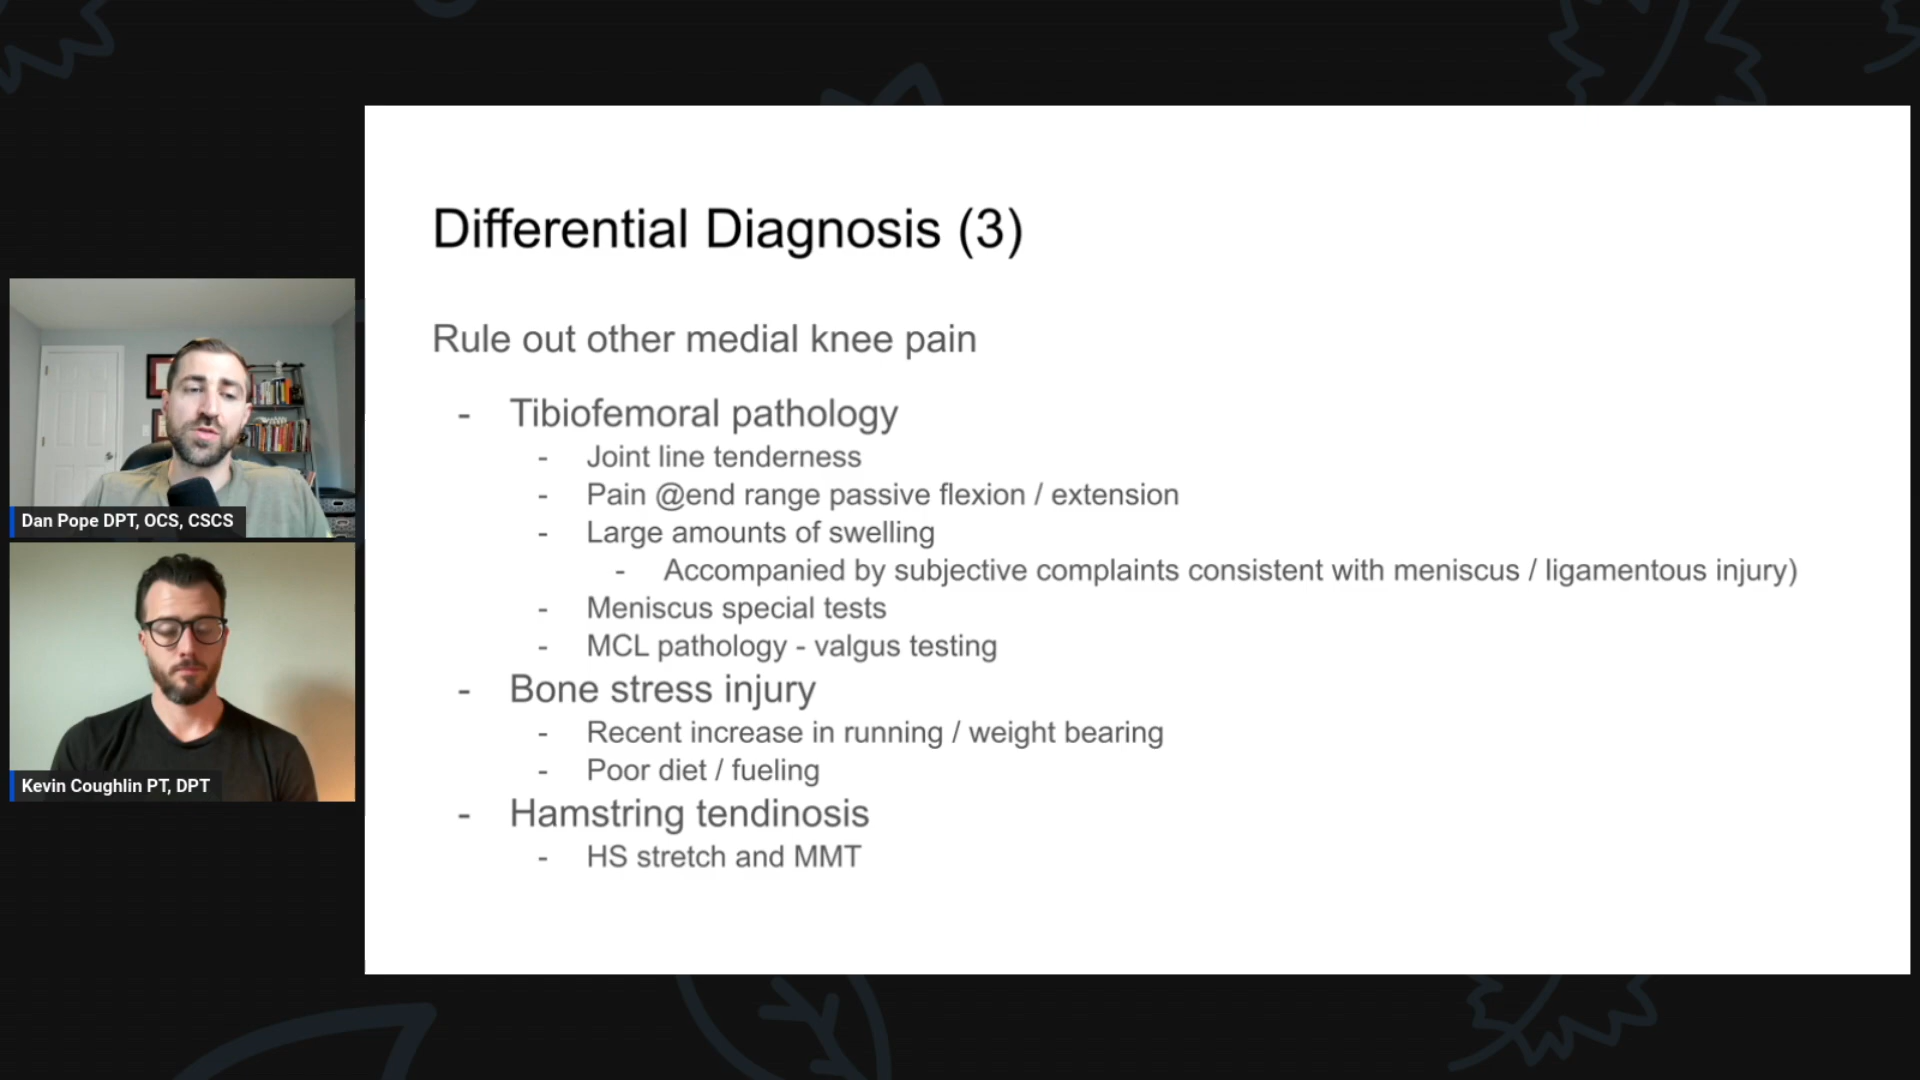 Differential Diagnosis (3)
Rule out other medial knee pain
- Tibiofemoral pathology
- Joint line tenderness
- Pain @end range passive flexion / extension
- Large amounts of swelling
- Accompanied by subjective complaints consistent with meniscus / ligamentous injury)
- Meniscus special tests
- MCL pathology - valgus testing
- Bone stress injury
- Recent increase in running / weight bearing
- Poor diet / fueling
- Hamstring tendinosis
- HS stretch and MMT
Dan Pope DPT, OCS, CSCS
Kevin Coughlin PT, DPT